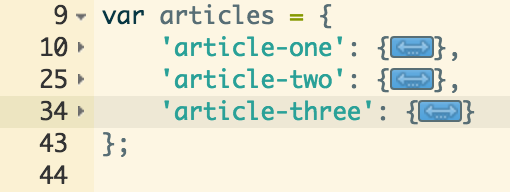 9 var articles = {
10 'article-one': {↔},
25 'article-two': {↔},
34 'article-three': {↔}
43 };
44